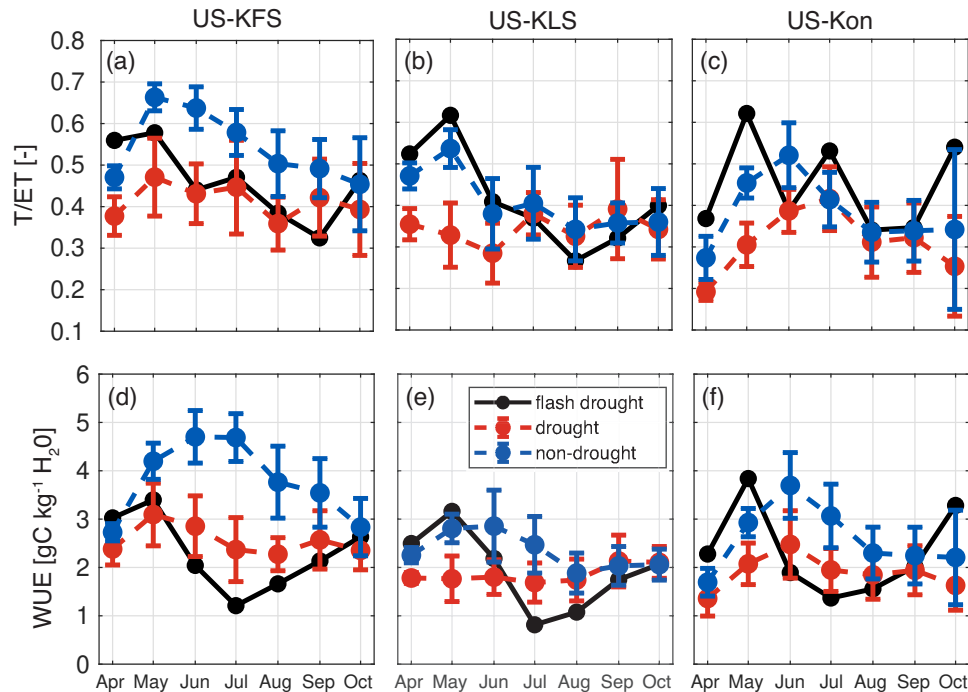 US-KFS US-KLS US-Kon
T/ET [-]
0.8
0.7
0.6
0.5
0.4
0.3
0.2
0.1
(a) (b) (c)
WUE [gC kg⁻¹ H₂0]
6
5
4
3
2
1
0
(d) (e) (f)
flash drought
drought
non-drought
Apr May Jun Jul Aug Sep Oct Apr May Jun Jul Aug Sep Oct Apr May Jun Jul Aug Sep Oct